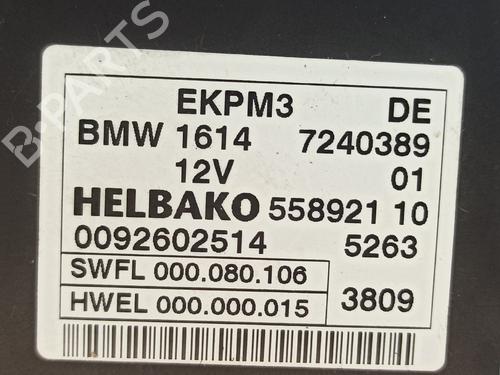 EKPM3 DE
BMW 1614 7240389
12V 01
HELBAKO 558921 10
0092602514 5263
SWFL 000.080.106
HWEL 000.000.015 3809
B-PARTS